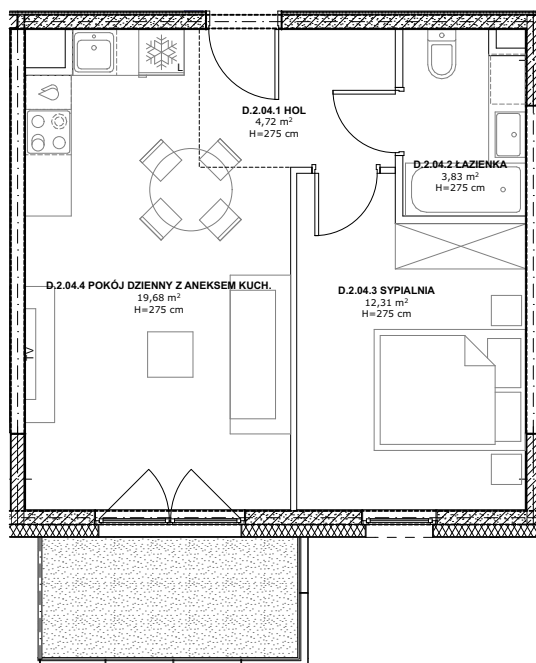 D.2.04.1 HOL
4,72 m²
H=275 cm
D.2.04.2 ŁAZIENKA
3,83 m²
H=275 cm
D.2.04.4 POKÓJ DZIENNY Z ANEKSEM KUCH.
19,68 m²
H=275 cm
D.2.04.3 SYPIALNIA
12,31 m²
H=275 cm
TV
L